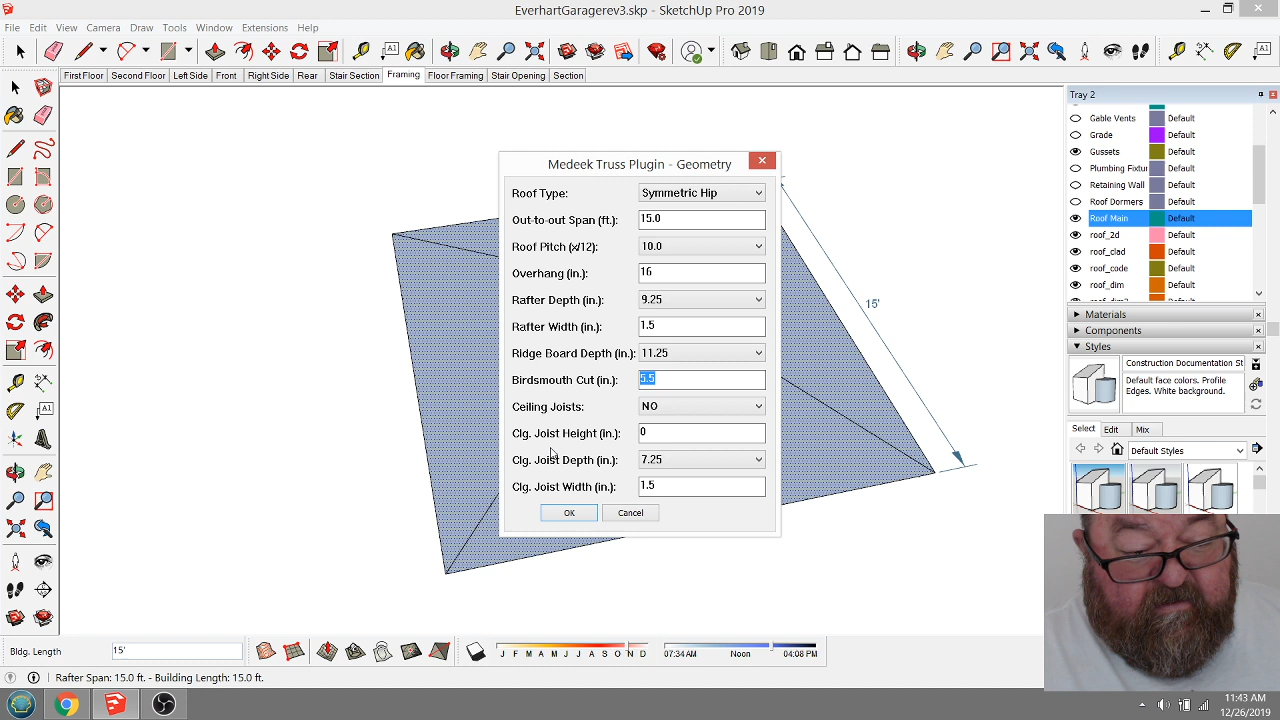 EverhartGaragerev3.skp - SketchUp Pro 2019
File Edit View Camera Draw Tools Window Extensions Help
First Floor Second Floor Left Side Front Right Side Rear Stair Section Framing Floor Framing Stair Opening Section
Tray 2
Gable Vents Default
Grade Default
Gussets Default
Plumbing Fixtu Default
Retaining Wall Default
Roof Dormers Default
Roof Main Default
roof_2d Default
roof_clad Default
roof_code Default
roof_dim Default
Materials
Components
Styles
Construction Documentation St
Default face colors. Profile
Edges. White background.
Select Edit Mix
Default Styles
Medeek Truss Plugin - Geometry
Roof Type: Symmetric Hip
Out-to-out Span (ft.): 15.0
Roof Pitch (x/12): 10.0
Overhang (in.): 16
Rafter Depth (in.): 9.25
Rafter Width (in.): 1.5
Ridge Board Depth (in.): 11.25
Birdsmouth Cut (in.): 5.5
Ceiling Joists: NO
Clg. Joist Height (in.): 0
Clg. Joist Depth (in.): 7.25
Clg. Joist Width (in.): 1.5
OK Cancel
15'
Bldg. Length 15'
J F M A M J J A S O N D
07:34 AM Noon 04:08 PM
Rafter Span: 15.0 ft. - Building Length: 15.0 ft.
11:43 AM
12/26/2019